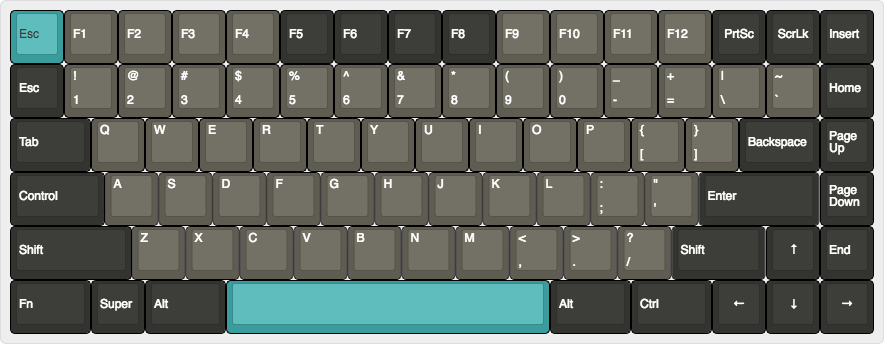 Esc F1 F2 F3 F4 F5 F6 F7 F8 F9 F10 F11 F12 PrtSc ScrLk Insert
Esc ! @ # $ % ^ & * ( ) _ + | ~ Home
1 2 3 4 5 6 7 8 9 0 - = \ `
Tab Q W E R T Y U I O P { } Backspace Page Up
[ ]
Control A S D F G H J K L : " Enter Page Down
; '
Shift Z X C V B N M < > ? Shift ↑ End
, . /
Fn Super Alt Alt Ctrl ← ↓ →